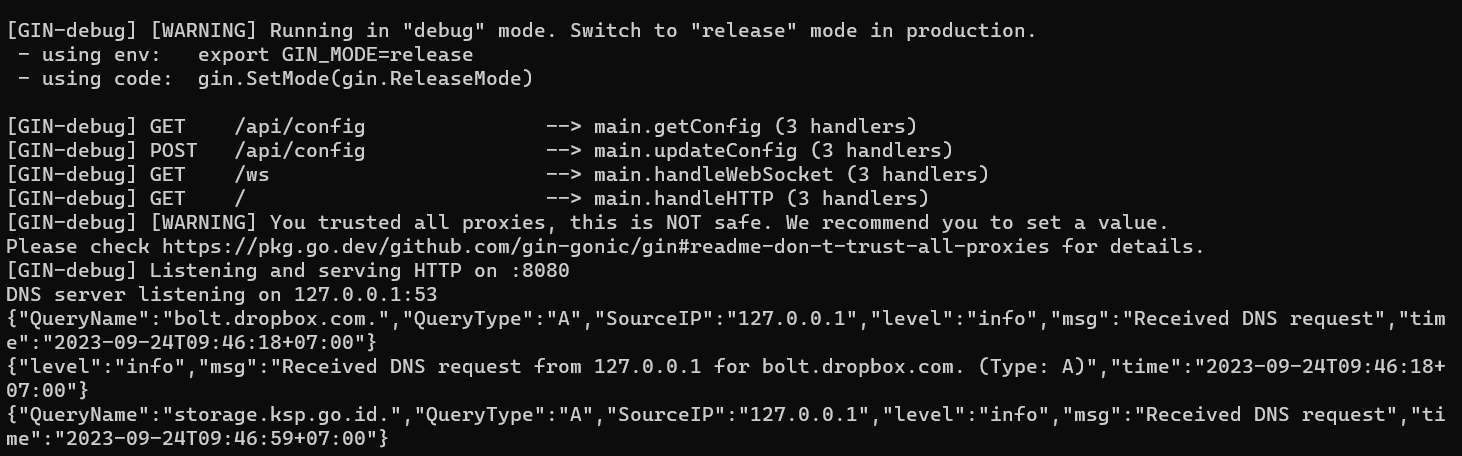 [GIN-debug] [WARNING] Running in "debug" mode. Switch to "release" mode in production.
 - using env:   export GIN_MODE=release
 - using code:  gin.SetMode(gin.ReleaseMode)

[GIN-debug] GET    /api/config               --> main.getConfig (3 handlers)
[GIN-debug] POST   /api/config               --> main.updateConfig (3 handlers)
[GIN-debug] GET    /ws                       --> main.handleWebSocket (3 handlers)
[GIN-debug] GET    /                         --> main.handleHTTP (3 handlers)
[GIN-debug] [WARNING] You trusted all proxies, this is NOT safe. We recommend you to set a value.
Please check https://pkg.go.dev/github.com/gin-gonic/gin#readme-don-t-trust-all-proxies for details.
[GIN-debug] Listening and serving HTTP on :8080
DNS server listening on 127.0.0.1:53
{"QueryName":"bolt.dropbox.com.","QueryType":"A","SourceIP":"127.0.0.1","level":"info","msg":"Received DNS request","tim
e":"2023-09-24T09:46:18+07:00"}
{"level":"info","msg":"Received DNS request from 127.0.0.1 for bolt.dropbox.com. (Type: A)","time":"2023-09-24T09:46:18+
07:00"}
{"QueryName":"storage.ksp.go.id.","QueryType":"A","SourceIP":"127.0.0.1","level":"info","msg":"Received DNS request","ti
me":"2023-09-24T09:46:59+07:00"}